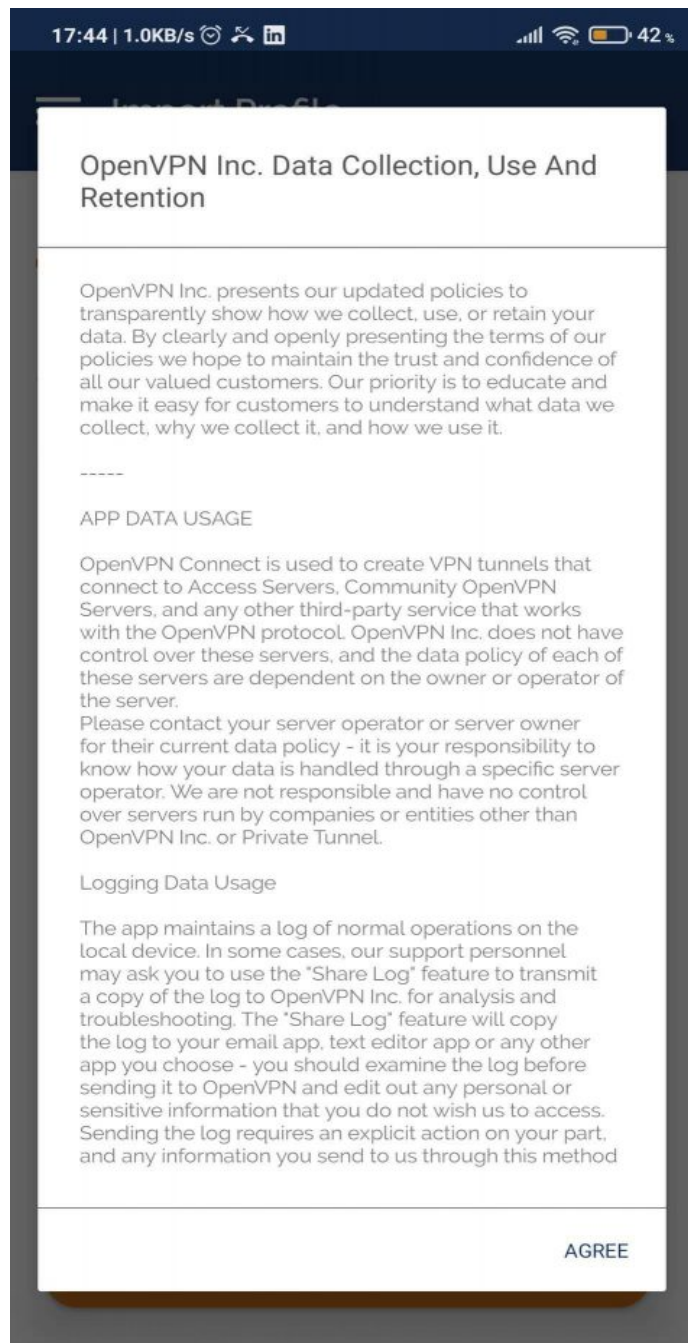 17:44 | 1.0KB/s in 42%
Import Profile
OpenVPN Inc. Data Collection, Use And
Retention
OpenVPN Inc. presents our updated policies to
transparently show how we collect, use, or retain your
data. By clearly and openly presenting the terms of our
policies we hope to maintain the trust and confidence of
all our valued customers. Our priority is to educate and
make it easy for customers to understand what data we
collect, why we collect it, and how we use it.
-----
APP DATA USAGE
OpenVPN Connect is used to create VPN tunnels that
connect to Access Servers, Community OpenVPN
Servers, and any other third-party service that works
with the OpenVPN protocol. OpenVPN Inc. does not have
control over these servers, and the data policy of each of
these servers are dependent on the owner or operator of
the server.
Please contact your server operator or server owner
for their current data policy - it is your responsibility to
know how your data is handled through a specific server
operator. We are not responsible and have no control
over servers run by companies or entities other than
OpenVPN Inc. or Private Tunnel.
Logging Data Usage
The app maintains a log of normal operations on the
local device. In some cases, our support personnel
may ask you to use the "Share Log" feature to transmit
a copy of the log to OpenVPN Inc. for analysis and
troubleshooting. The "Share Log" feature will copy
the log to your email app, text editor app or any other
app you choose - you should examine the log before
sending it to OpenVPN and edit out any personal or
sensitive information that you do not wish us to access.
Sending the log requires an explicit action on your part,
and any information you send to us through this method
AGREE